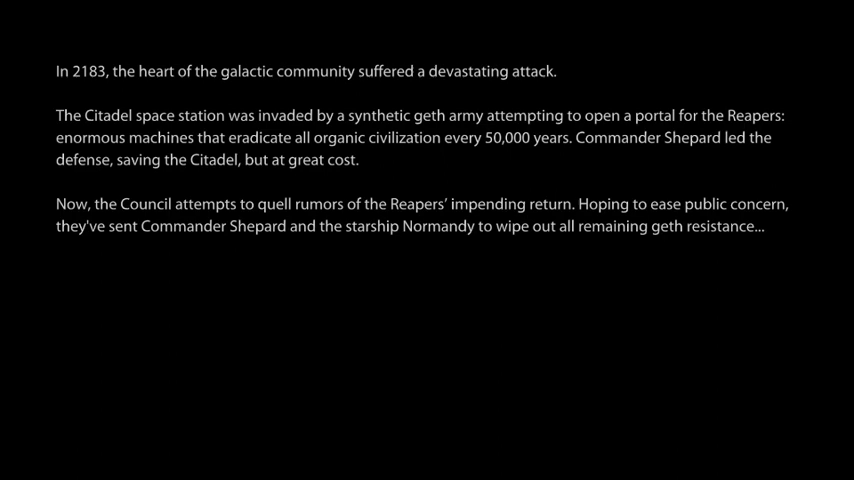 In 2183, the heart of the galactic community suffered a devastating attack.
The Citadel space station was invaded by a synthetic geth army attempting to open a portal for the Reapers:
enormous machines that eradicate all organic civilization every 50,000 years. Commander Shepard led the
defense, saving the Citadel, but at great cost.
Now, the Council attempts to quell rumors of the Reapers’ impending return. Hoping to ease public concern,
they've sent Commander Shepard and the starship Normandy to wipe out all remaining geth resistance...